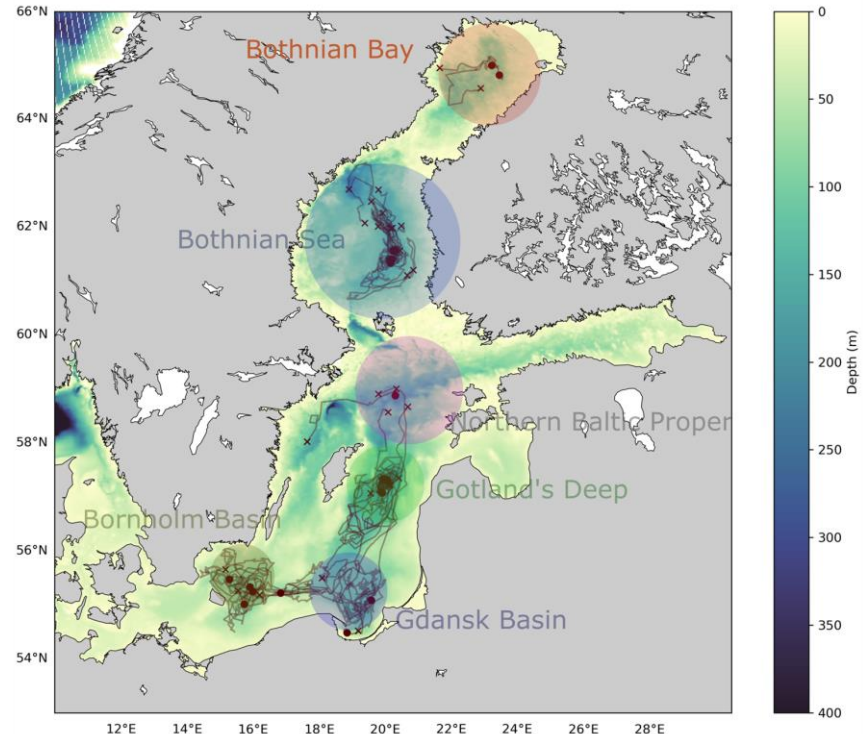 66°N
Bothnian Bay
64°N
62°N
Bothnian Sea
60°N
58°N
Northern Baltic Proper
Gotland's Deep
Bornholm Basin
56°N
Gdansk Basin
54°N
12°E 14°E 16°E 18°E 20°E 22°E 24°E 26°E 28°E
0
50
100
150
200
250
300
350
400
Depth (m)